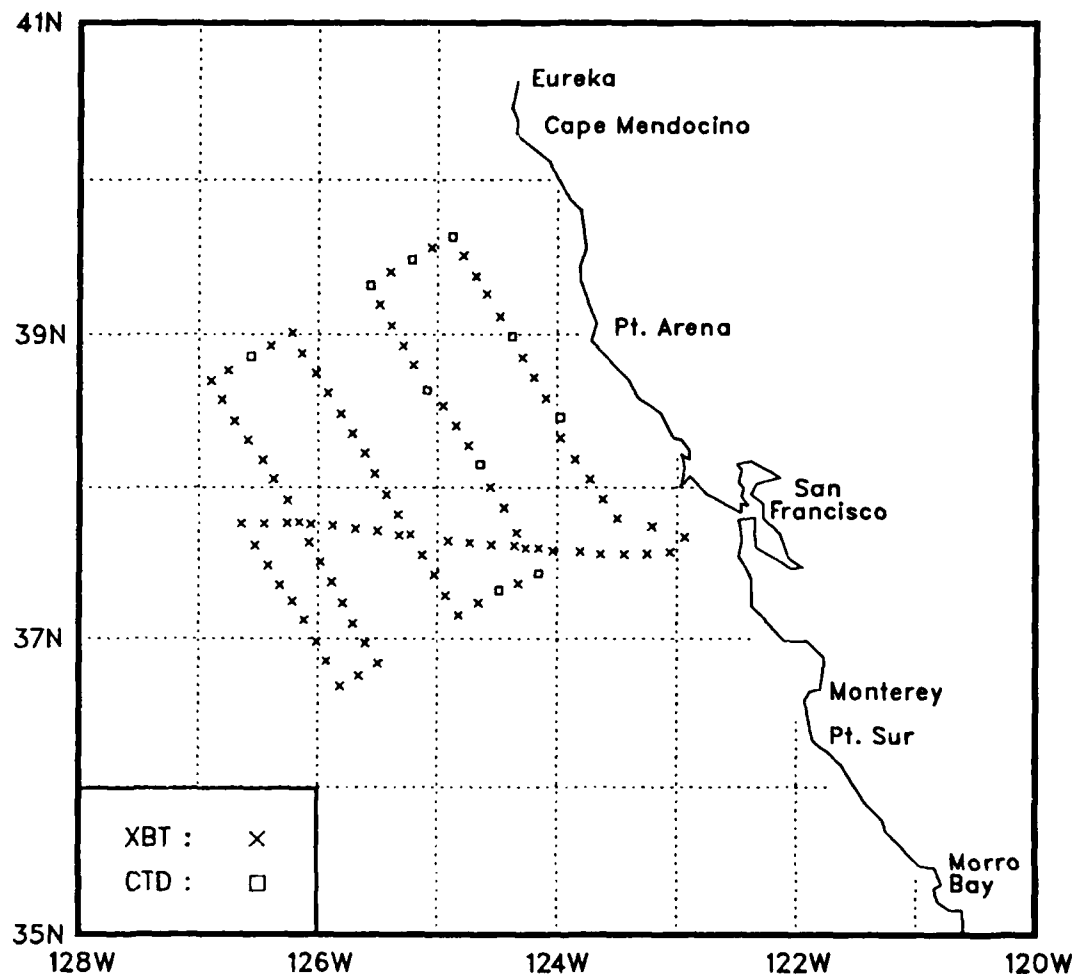 41N
Eureka
Cape Mendocino
39N
Pt. Arena
San
Francisco
37N
Monterey
Pt. Sur
XBT : ×
CTD : □
Morro
Bay
35N
128W 126W 124W 122W 120W